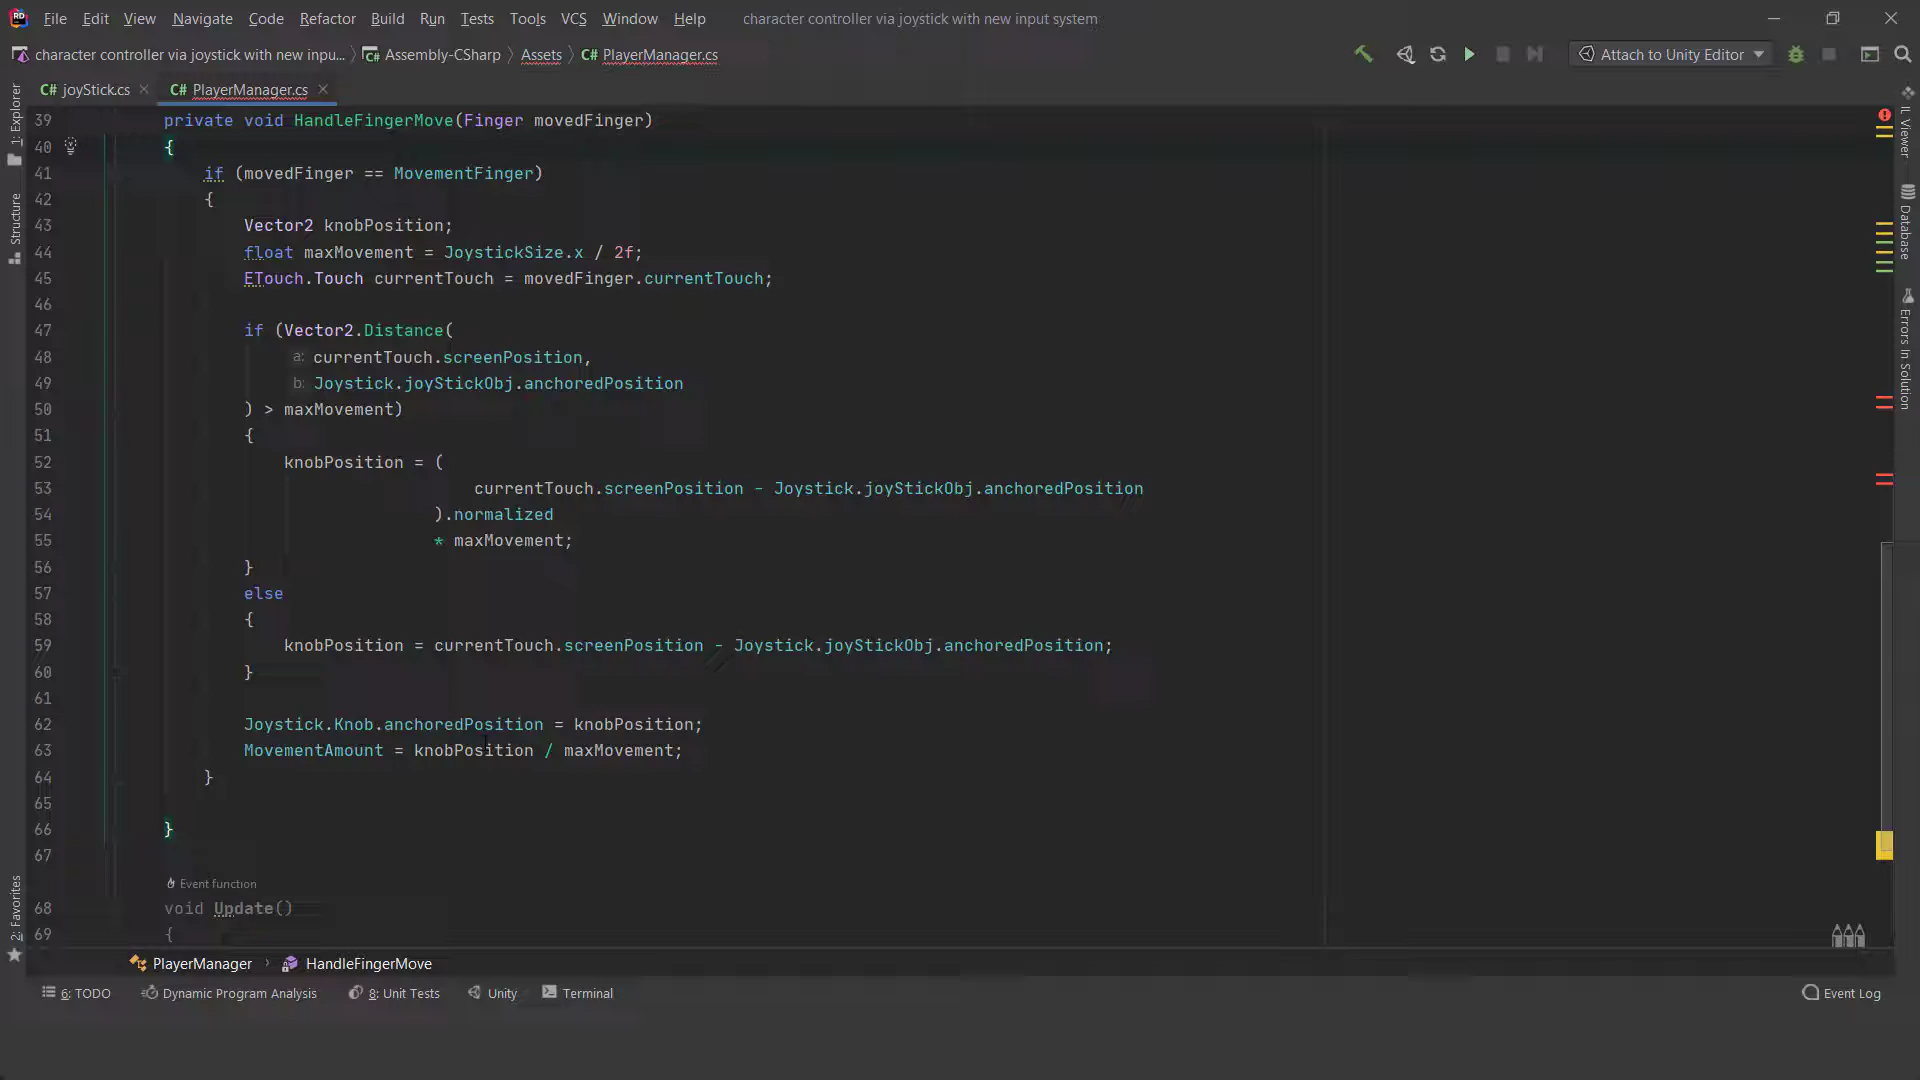 File Edit View Navigate Code Refactor Build Run Tests Tools VCS Window Help character controller via joystick with new input system
character controller via joystick with new inpu... Assembly-CSharp Assets C# PlayerManager.cs Attach to Unity Editor
C# joyStick.cs C# PlayerManager.cs
1: Explorer
Structure
2: Favorites
39 private void HandleFingerMove(Finger movedFinger)
40 {
41 if (movedFinger == MovementFinger)
42 {
43 Vector2 knobPosition;
44 float maxMovement = JoystickSize.x / 2f;
45 ETouch.Touch currentTouch = movedFinger.currentTouch;
46
47 if (Vector2.Distance(
48 a: currentTouch.screenPosition,
49 b: Joystick.joyStickObj.anchoredPosition
50 ) > maxMovement)
51 {
52 knobPosition = (
53 currentTouch.screenPosition - Joystick.joyStickObj.anchoredPosition
54 ).normalized
55 * maxMovement;
56 }
57 else
58 {
59 knobPosition = currentTouch.screenPosition - Joystick.joyStickObj.anchoredPosition;
60 }
61
62 Joystick.Knob.anchoredPosition = knobPosition;
63 MovementAmount = knobPosition / maxMovement;
64 }
65
66 }
67
Event function
68 void Update()
69 {
IL Viewer
Database
Errors In Solution
PlayerManager › HandleFingerMove
6: TODO Dynamic Program Analysis 8: Unit Tests Unity Terminal Event Log